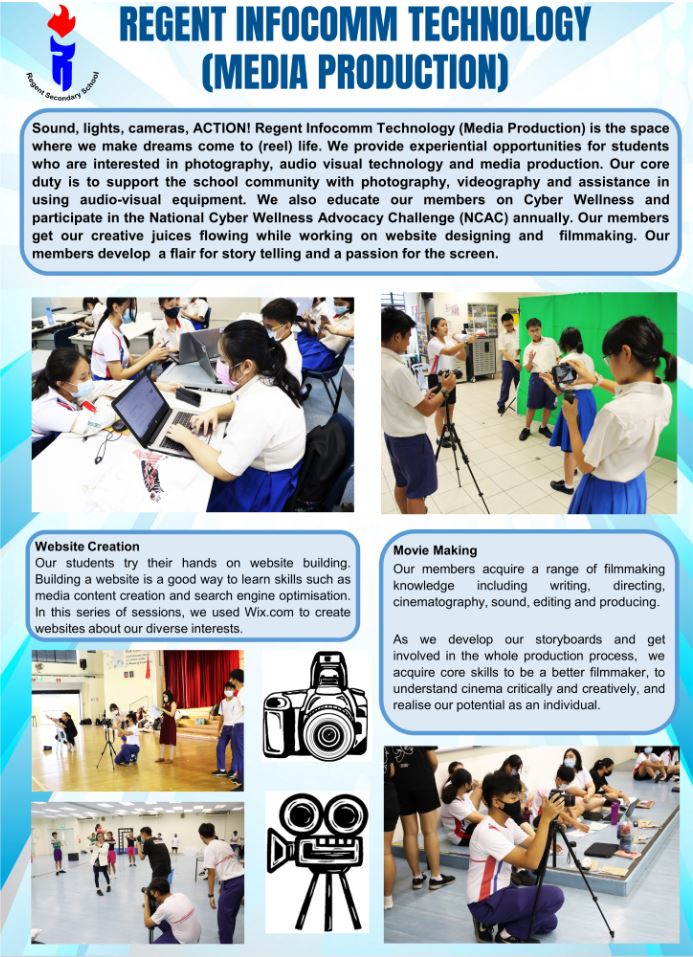 REGENT INFOCOMM TECHNOLOGY
(MEDIA PRODUCTION)
Regent Secondary School
Sound, lights, cameras, ACTION! Regent Infocomm Technology (Media Production) is the space
where we make dreams come to (reel) life. We provide experiential opportunities for students
who are interested in photography, audio visual technology and media production. Our core
duty is to support the school community with photography, videography and assistance in
using audio-visual equipment. We also educate our members on Cyber Wellness and
participate in the National Cyber Wellness Advocacy Challenge (NCAC) annually. Our members
get our creative juices flowing while working on website designing and filmmaking. Our
members develop a flair for story telling and a passion for the screen.
Website Creation
Our students try their hands on website building.
Building a website is a good way to learn skills such as
media content creation and search engine optimisation.
In this series of sessions, we used Wix.com to create
websites about our diverse interests.
Movie Making
Our members acquire a range of filmmaking
knowledge including writing, directing,
cinematography, sound, editing and producing.
As we develop our storyboards and get
involved in the whole production process, we
acquire core skills to be a better filmmaker, to
understand cinema critically and creatively, and
realise our potential as an individual.